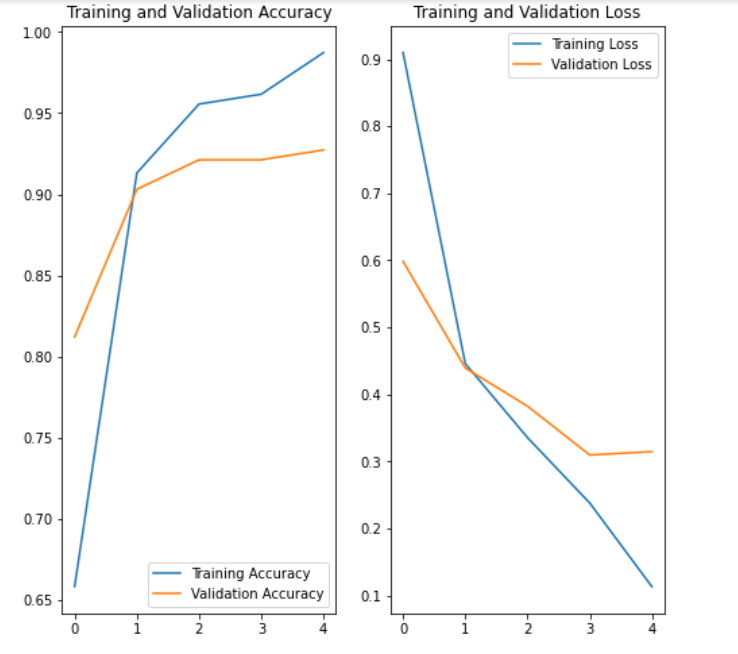 Training and Validation Accuracy
1.00
0.95
0.90
0.85
0.80
0.75
0.70
0.65
0 1 2 3 4
Training Accuracy
Validation Accuracy
Training and Validation Loss
0.9
0.8
0.7
0.6
0.5
0.4
0.3
0.2
0.1
0 1 2 3 4
Training Loss
Validation Loss